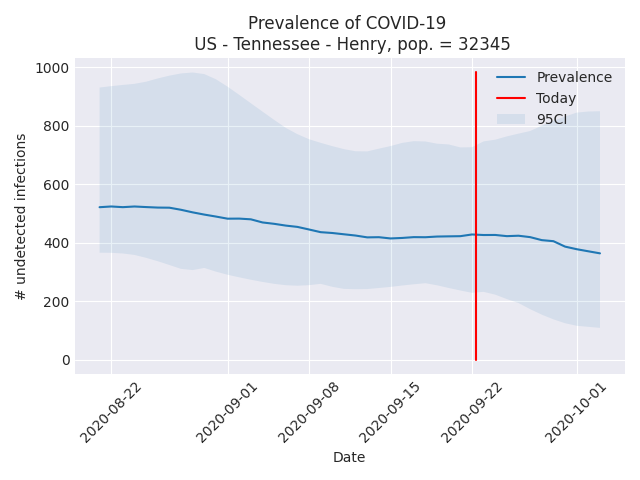 Prevalence of COVID-19
US - Tennessee - Henry, pop. = 32345
1000
800
600
400
200
0
# undetected infections
Prevalence
Today
95CI
2020-08-22
2020-09-01
2020-09-08
2020-09-15
2020-09-22
2020-10-01
Date